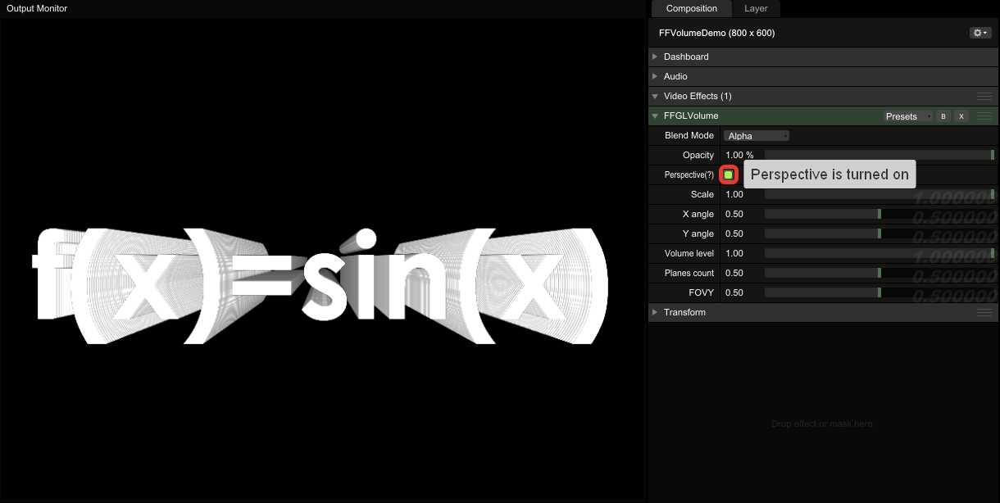 Output Monitor
f(x)=sin(x
Composition
Layer
FFVolumeDemo (800 x 600)
Dashboard
Audio
Video Effects (1)
FFGLVolume Presets B X
Blend Mode Alpha
Opacity 1.00 %
Perspective(?) Perspective is turned on
Scale 1.00 1.000000
X angle 0.50 0.500000
Y angle 0.50 0.500000
Volume level 1.00 1.000000
Planes count 0.50 0.500000
FOVY 0.50 0.500000
Transform
Drop effect or mask here.